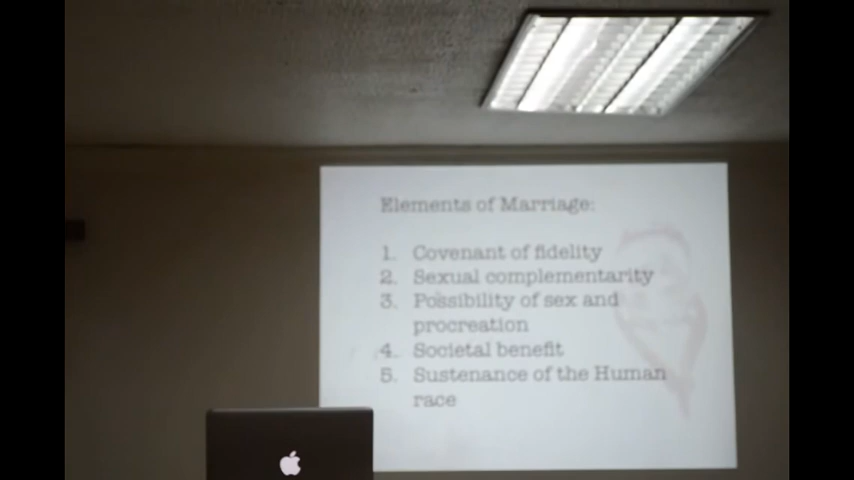 Elements of Marriage:
1. Covenant of fidelity
2. Sexual complementarity
3. Possibility of sex and
procreation
4. Societal benefit
5. Sustenance of the Human
race